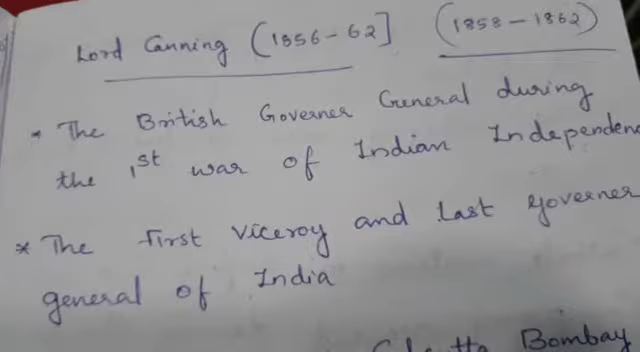 Lord Canning (1856-62] (1858-1862)
* The British Governer General during
the 1st war of Indian Independenc
* The first viceroy and last governer
general of India
Bombay